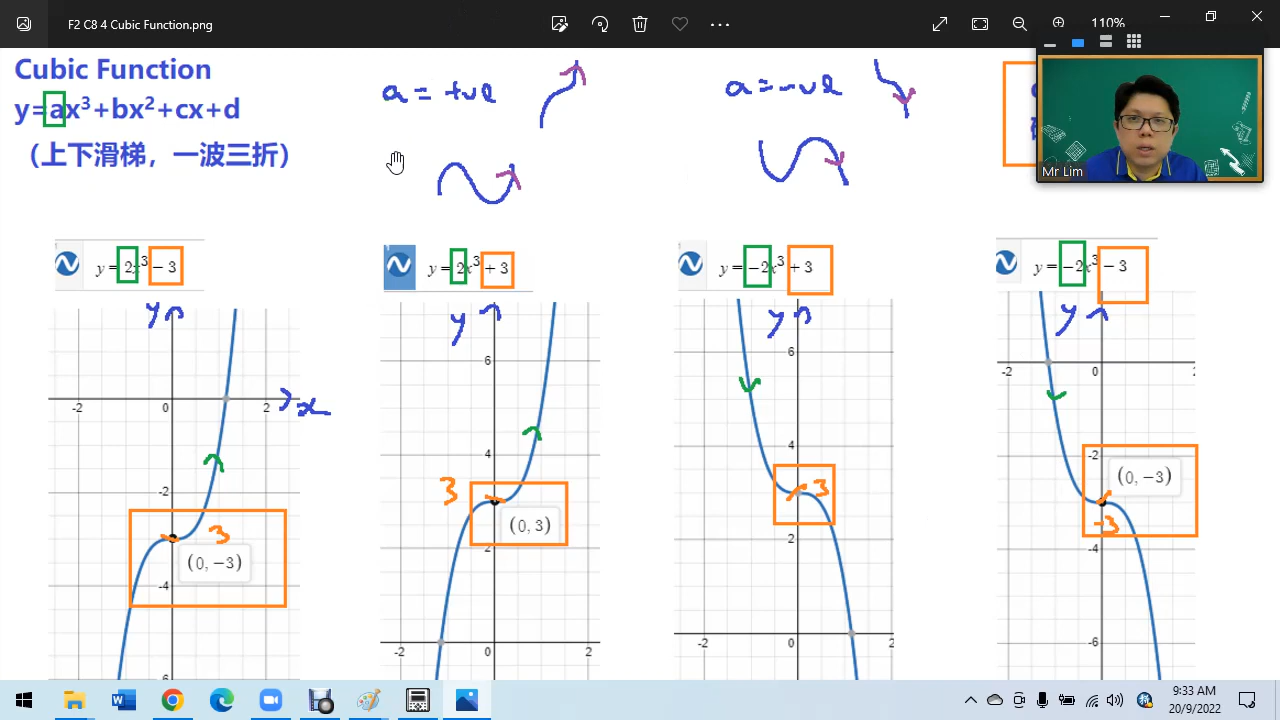 F2 C8 4 Cubic Function.png
110%
Cubic Function
y=ax³+bx²+cx+d
（上下滑梯，一波三折）
a = +ve
a = -ve
Mr Lim
y = 2x³ − 3
y = 2x³ + 3
y = −2x³ + 3
y = −2x³ − 3
y
x
-2 0 2
-2
3
(0, −3)
-4
y
6
4
3
(0, 3)
2
-2 0 2
y
6
4
3
2
-2 0 2
y
-2 0
-2
(0, −3)
-3
-4
-6
9:33 AM
20/9/2022